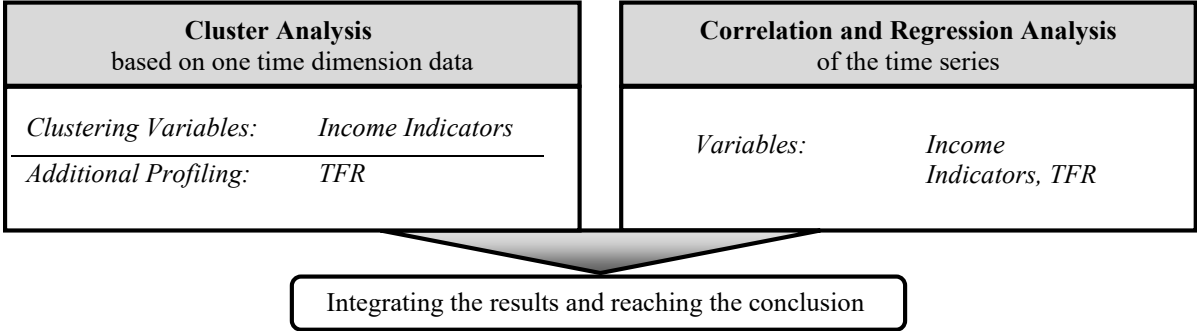 Cluster Analysis
based on one time dimension data
Clustering Variables: Income Indicators
Additional Profiling: TFR
Correlation and Regression Analysis
of the time series
Variables: Income
Indicators, TFR
Integrating the results and reaching the conclusion